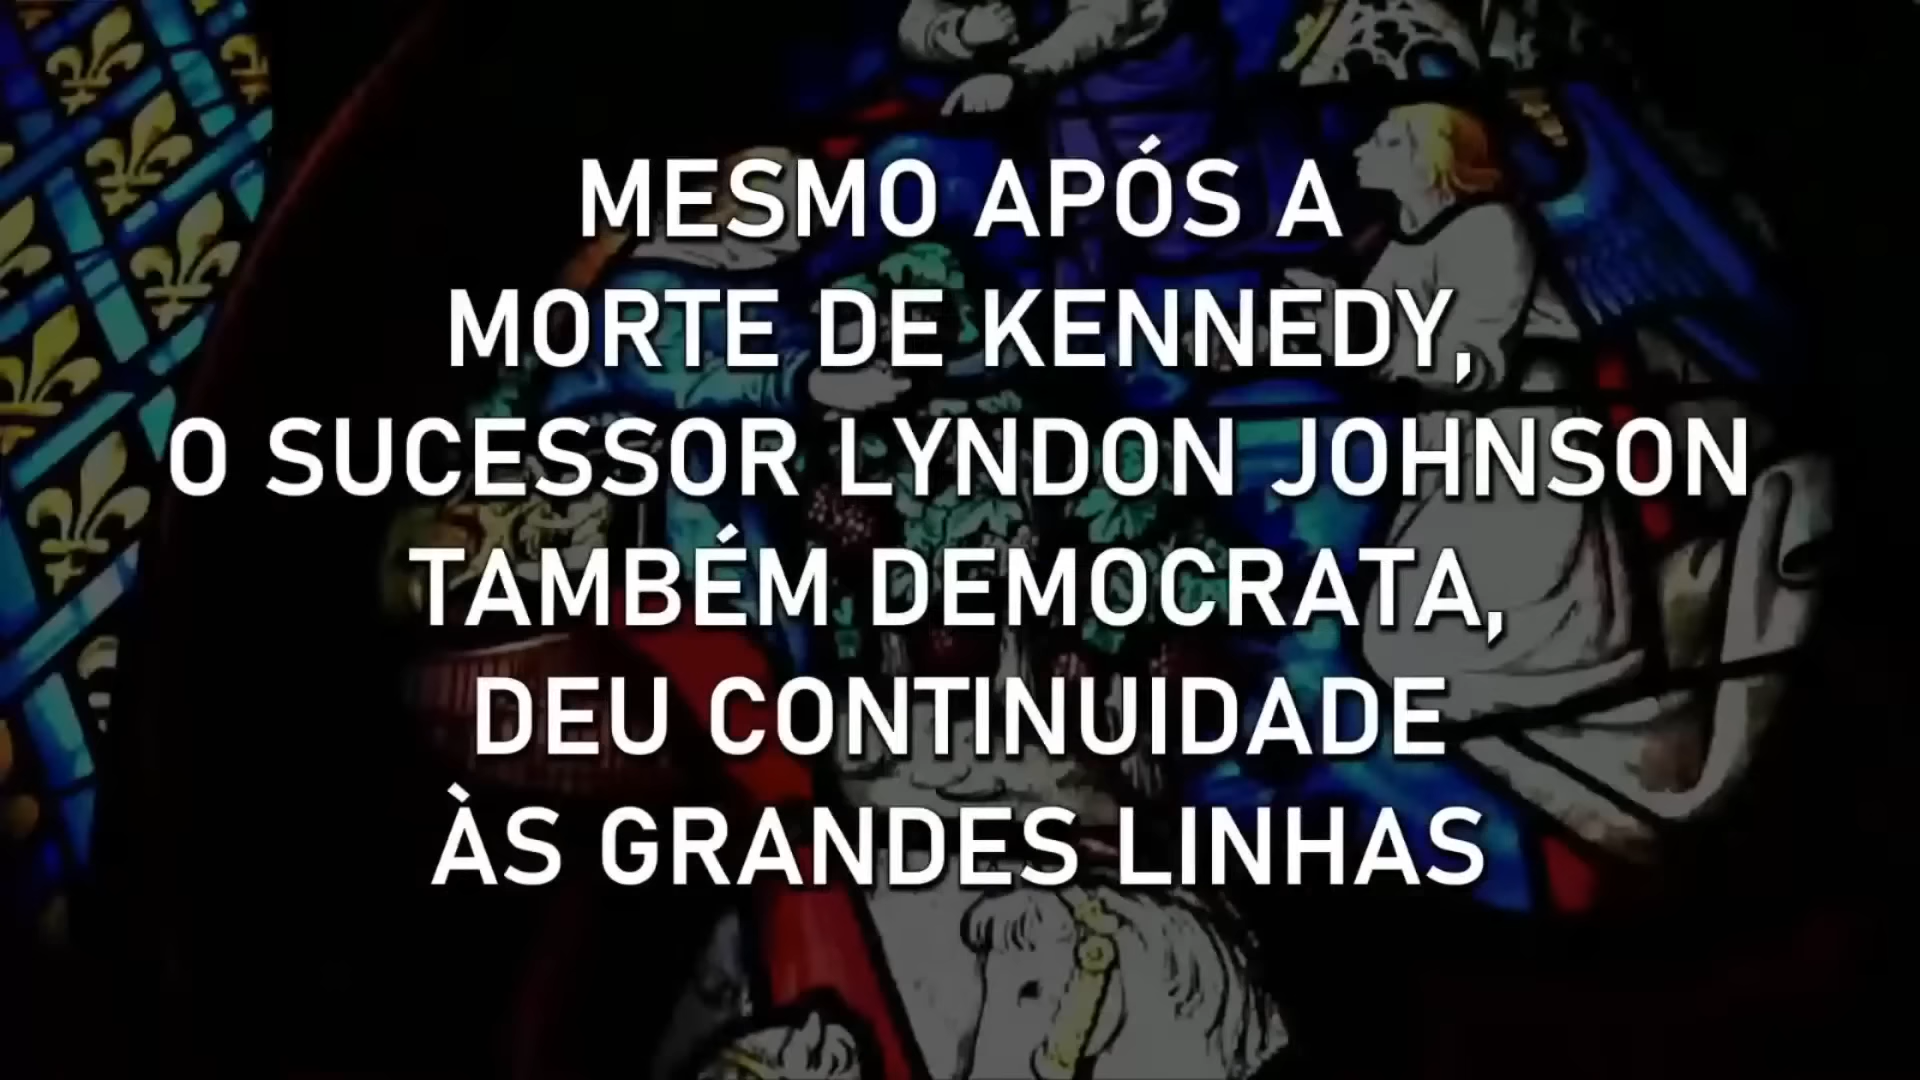 MESMO APÓS A
MORTE DE KENNEDY,
O SUCESSOR LYNDON JOHNSON
TAMBÉM DEMOCRATA,
DEU CONTINUIDADE
ÀS GRANDES LINHAS